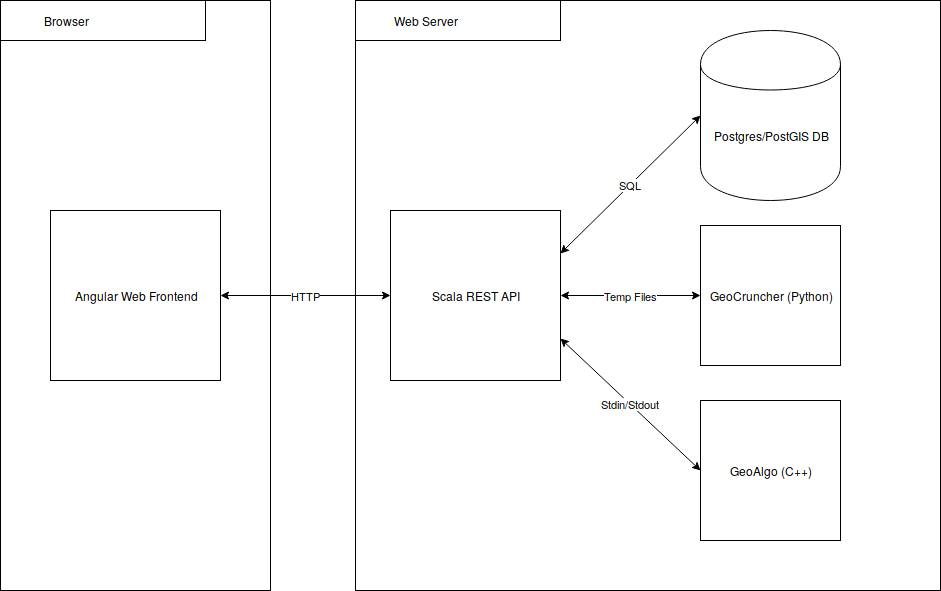 Browser
Web Server
Postgres/PostGIS DB
SQL
Angular Web Frontend
HTTP
Scala REST API
Temp Files
GeoCruncher (Python)
Stdin/Stdout
GeoAlgo (C++)